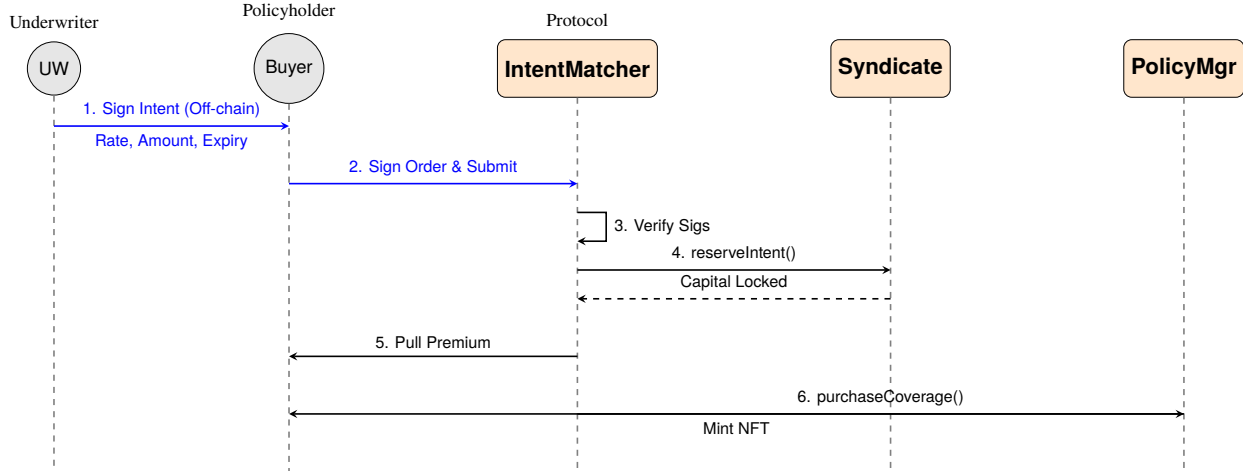 Underwriter
Policyholder
Protocol
UW
Buyer
IntentMatcher
Syndicate
PolicyMgr
1. Sign Intent (Off-chain)
Rate, Amount, Expiry
2. Sign Order & Submit
3. Verify Sigs
4. reserveIntent()
Capital Locked
5. Pull Premium
6. purchaseCoverage()
Mint NFT